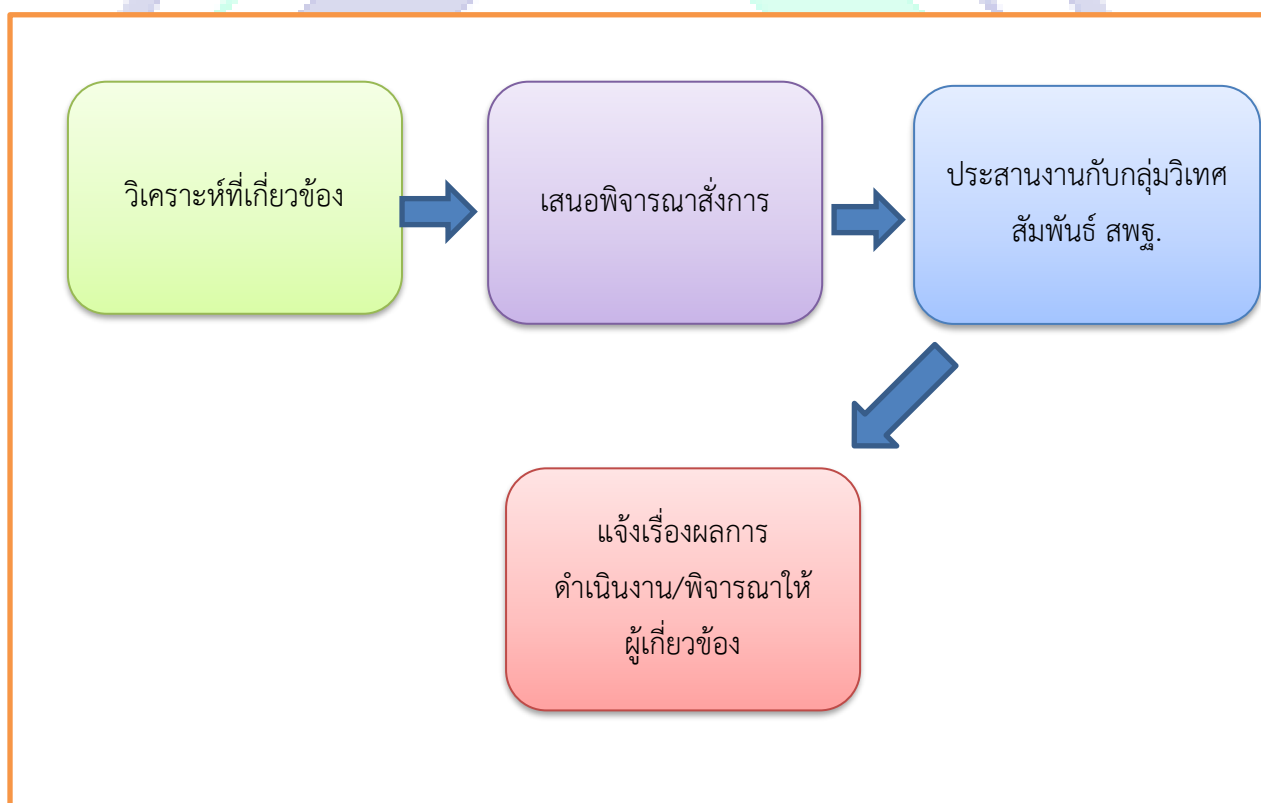 วิเคราะห์ที่เกี่ยวข้อง
เสนอพิจารณาสั่งการ
ประสานงานกับกลุ่มวิเทศ
สัมพันธ์ สพฐ.
แจ้งเรื่องผลการ
ดำเนินงาน/พิจารณาให้
ผู้เกี่ยวข้อง